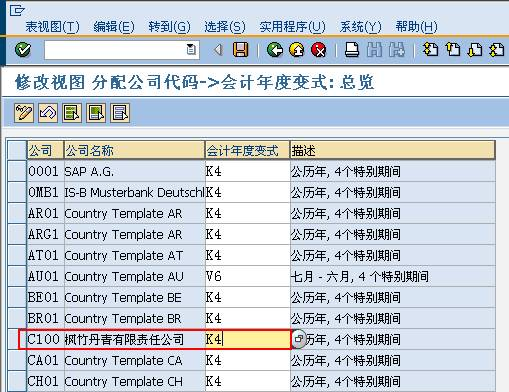 表视图(T) 编辑(E) 转到(G) 选择(S) 实用程序(U) 系统(Y) 帮助(H)
修改视图 分配公司代码->会计年度变式: 总览
公司 公司名称 会计年度变式 描述
0001 SAP A.G. K4 公历年, 4个特别期间
0MB1 IS-B Musterbank Deutschl K4 公历年, 4个特别期间
AR01 Country Template AR K4 公历年, 4个特别期间
ARG1 Country Template AR K4 公历年, 4个特别期间
AT01 Country Template AT K4 公历年, 4个特别期间
AU01 Country Template AU V6 七月 - 六月, 4 个特别期间
BE01 Country Template BE K4 公历年, 4个特别期间
BR01 Country Template BR K4 公历年, 4个特别期间
C100 枫竹丹青有限责任公司 K4 公历年, 4个特别期间
CA01 Country Template CA K4 公历年, 4个特别期间
CH01 Country Template CH K4 公历年, 4个特别期间